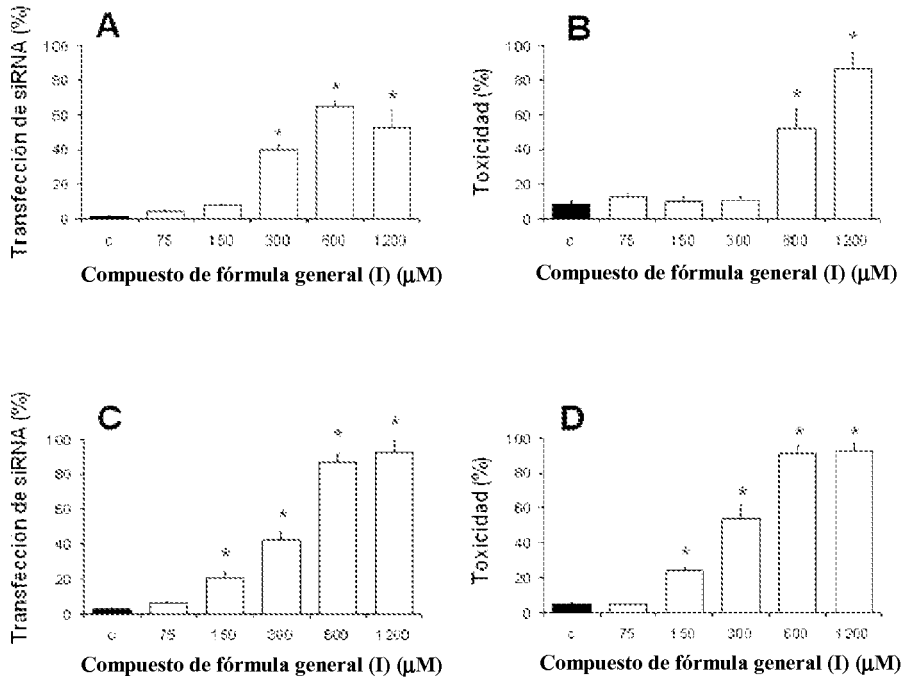 A
Transfección de siRNA (%)
100
80
60
40
20
0
*
*
*
c 75 150 300 600 1200
Compuesto de fórmula general (I) (µM)
B
Toxicidad (%)
100
80
60
40
20
0
*
*
c 75 150 300 600 1200
Compuesto de fórmula general (I) (µM)
C
Transfección de siRNA (%)
100
80
60
40
20
0
*
*
*
*
c 75 150 300 600 1200
Compuesto de fórmula general (I) (µM)
D
Toxicidad (%)
100
80
60
40
20
0
*
*
*
*
c 75 150 300 600 1200
Compuesto de fórmula general (I) (µM)